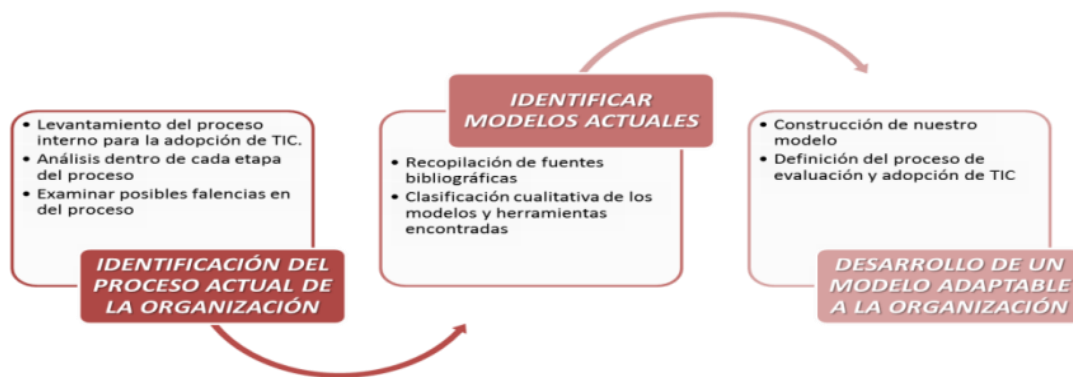 • Levantamiento del proceso
interno para la adopción de TIC.
• Análisis dentro de cada etapa
del proceso
• Examinar posibles falencias en
del proceso
IDENTIFICACIÓN DEL
PROCESO ACTUAL DE
LA ORGANIZACIÓN
IDENTIFICAR
MODELOS ACTUALES
• Recopilación de fuentes
bibliográficas
• Clasificación cualitativa de los
modelos y herramientas
encontradas
• Construcción de nuestro
modelo
• Definición del proceso de
evaluación y adopción de TIC
DESARROLLO DE UN
MODELO ADAPTABLE
A LA ORGANIZACIÓN